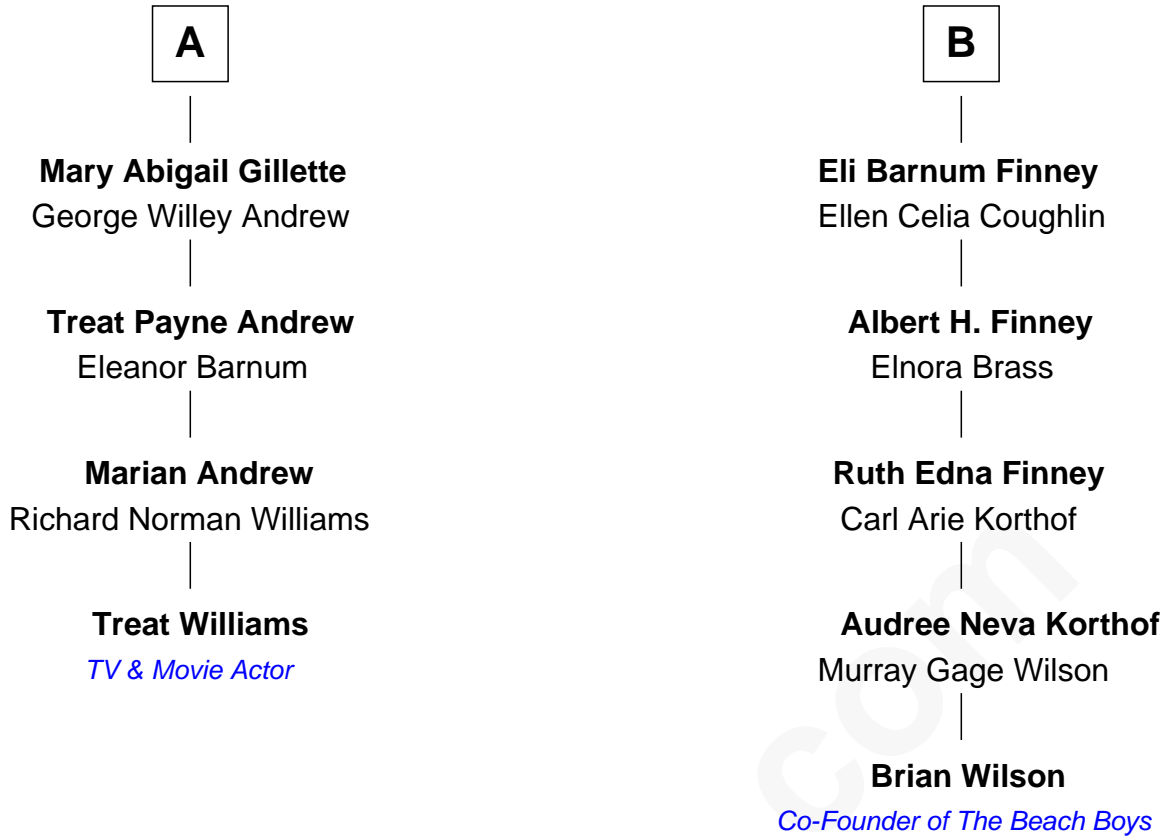 A
Mary Abigail Gillette
George Willey Andrew
Treat Payne Andrew
Eleanor Barnum
Marian Andrew
Richard Norman Williams
Treat Williams
TV & Movie Actor
B
Eli Barnum Finney
Ellen Celia Coughlin
Albert H. Finney
Elnora Brass
Ruth Edna Finney
Carl Arie Korthof
Audree Neva Korthof
Murray Gage Wilson
Brian Wilson
Co-Founder of The Beach Boys
com